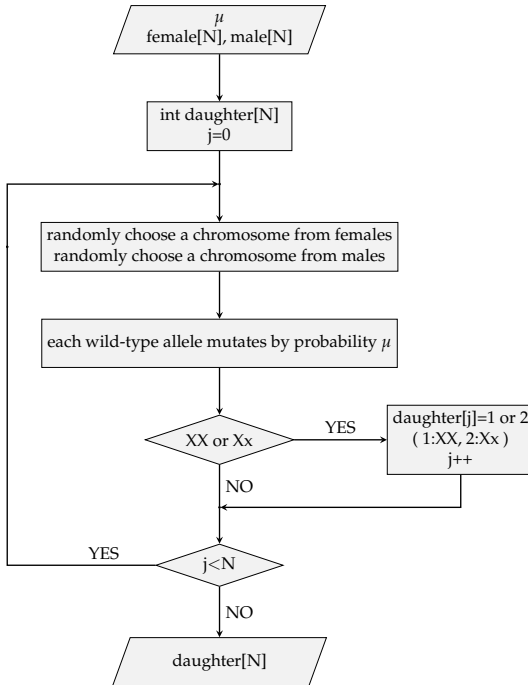 μ
female[N], male[N]
int daughter[N]
j=0
randomly choose a chromosome from females
randomly choose a chromosome from males
each wild-type allele mutates by probability μ
XX or Xx
YES
daughter[j]=1 or 2
( 1:XX, 2:Xx )
j++
NO
YES
j<N
NO
daughter[N]